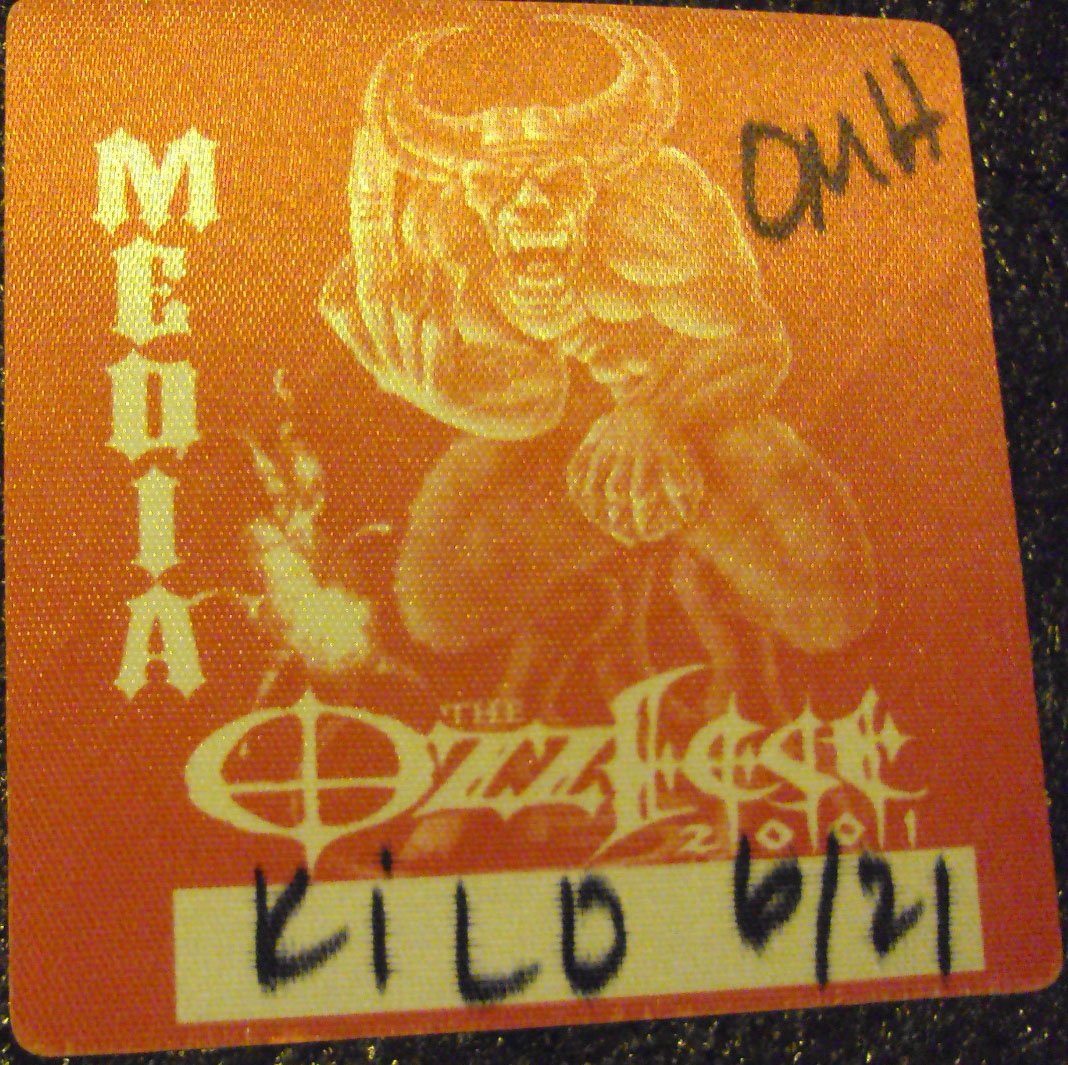 MEDIA
OMH
THE
OZZFEST
2001
KiLO 6/21